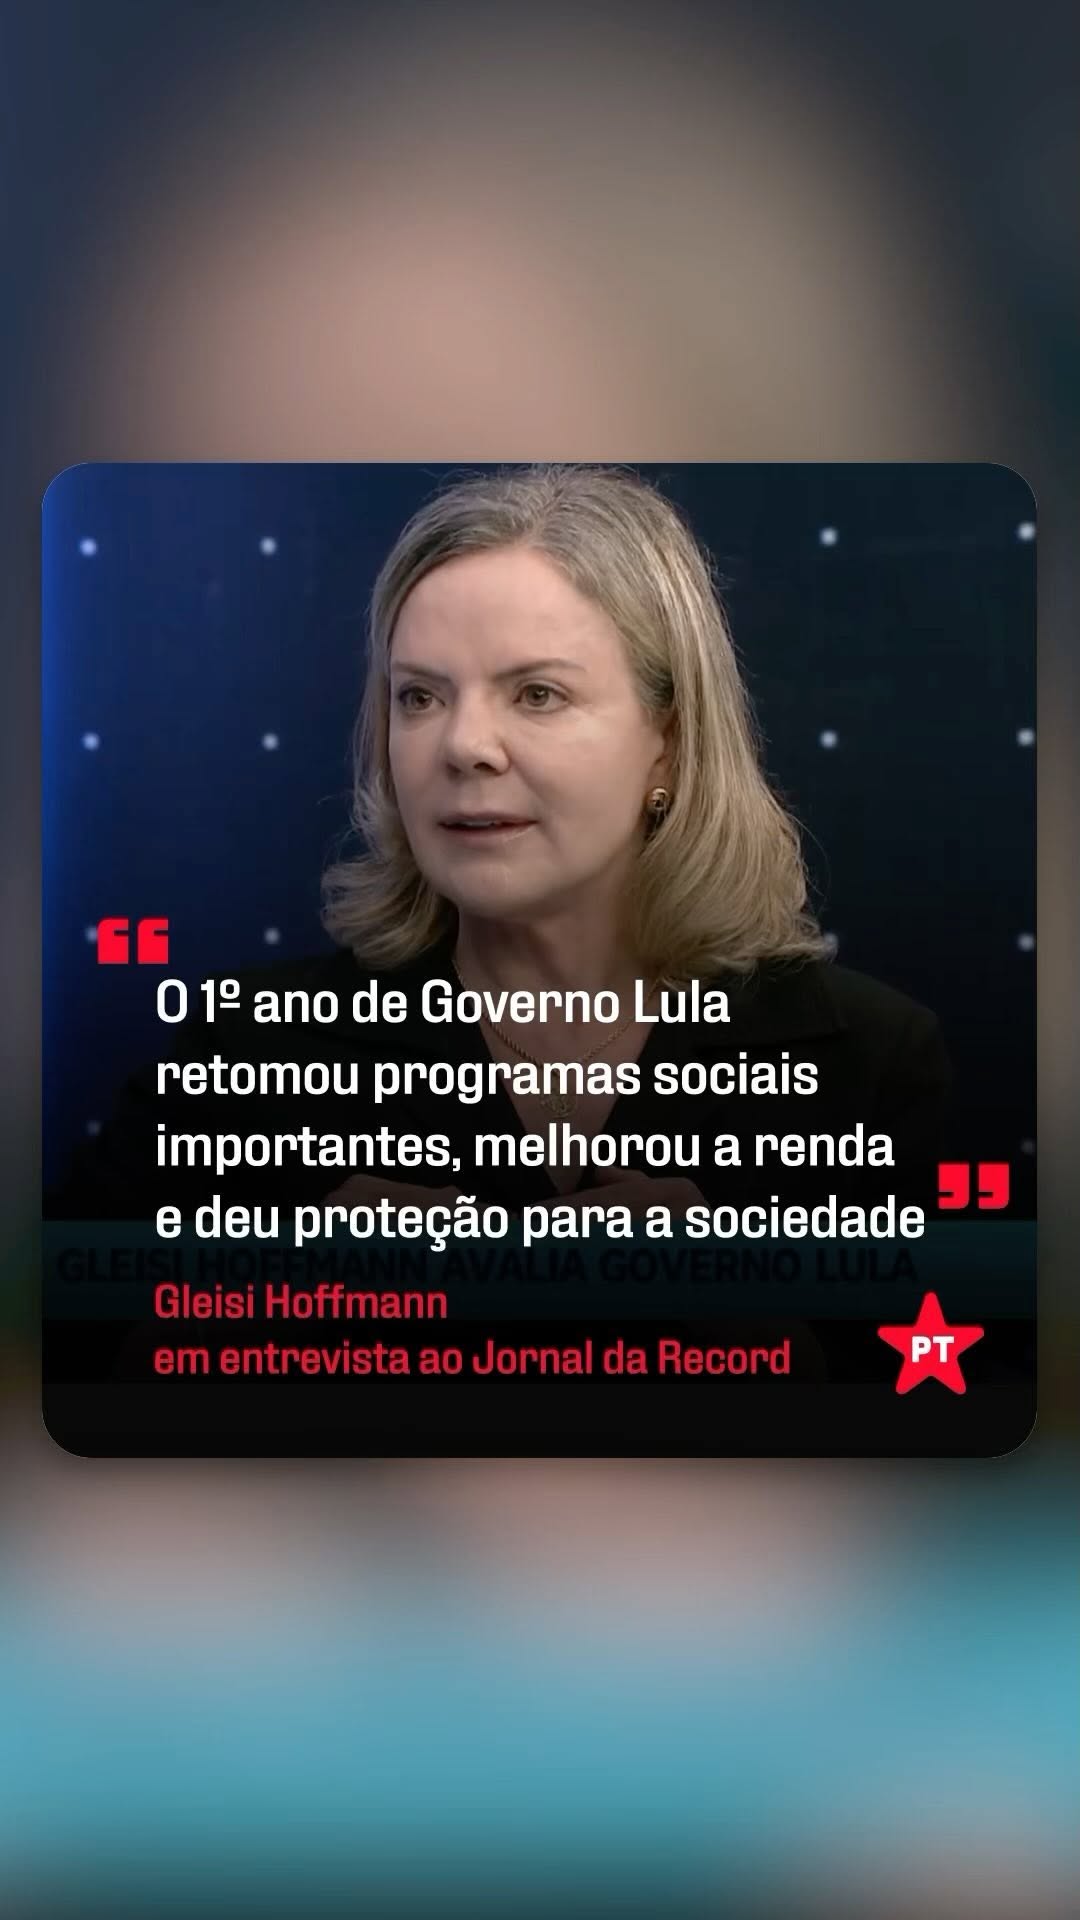 “
O 1º ano de Governo Lula
retomou programas sociais
importantes, melhorou a renda
e deu proteção para a sociedade ”
GLEISI HOFFMANN AVALIA GOVERNO LULA
Gleisi Hoffmann
em entrevista ao Jornal da Record
PT